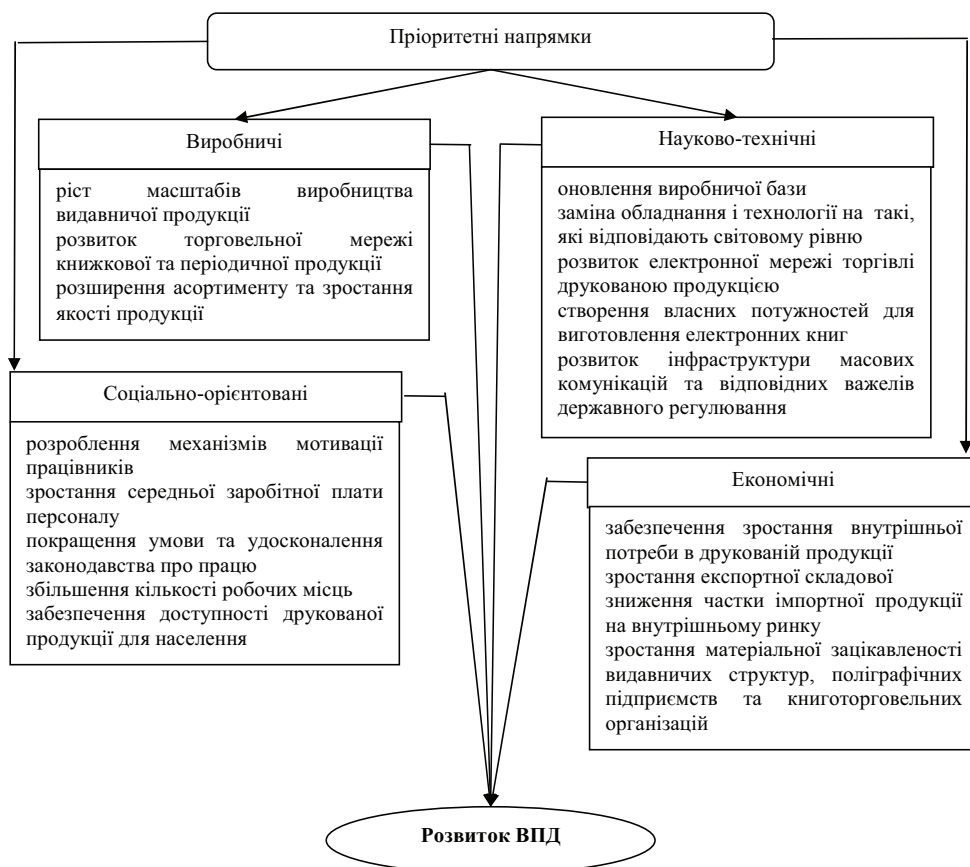 Пріоритетні напрямки
Виробничі
ріст масштабів виробництва
видавничої продукції
розвиток торговельної мережі
книжкової та періодичної продукції
розширення асортименту та зростання
якості продукції
Науково-технічні
оновлення виробничої бази
заміна обладнання і технології на такі,
які відповідають світовому рівню
розвиток електронної мережі торгівлі
друкованою продукцією
створення власних потужностей для
виготовлення електронних книг
розвиток інфраструктури масових
комунікацій та відповідних важелів
державного регулювання
Соціально-орієнтовані
розроблення механізмів мотивації
працівників
зростання середньої заробітної плати
персоналу
покращення умови та удосконалення
законодавства про працю
збільшення кількості робочих місць
забезпечення доступності друкованої
продукції для населення
Економічні
забезпечення зростання внутрішньої
потреби в друкованій продукції
зростання експортної складової
зниження частки імпортної продукції
на внутрішньому ринку
зростання матеріальної зацікавленості
видавничих структур, поліграфічних
підприємств та книготорговельних
організацій
Розвиток ВПД